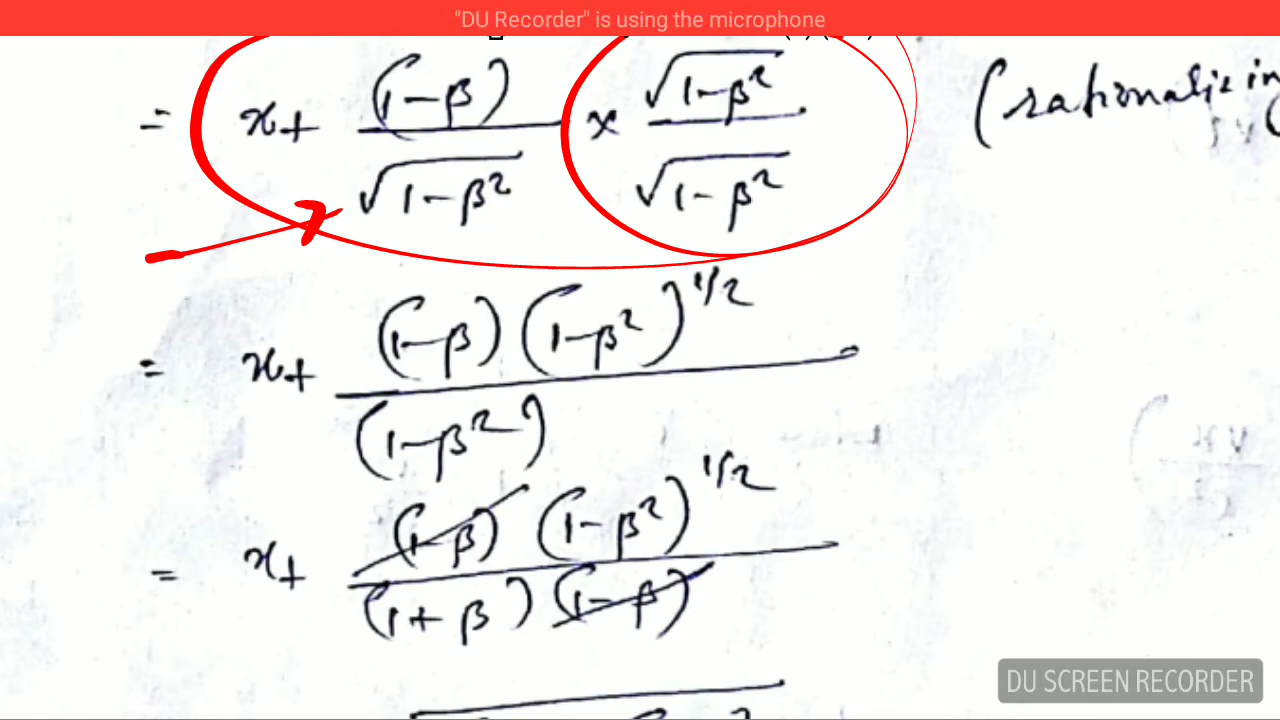 "DU Recorder" is using the microphone
= x+ (1-β) / √1-β² × √1-β² / √1-β² (rationalizing
= x+ (1-β) (1-β²)^1/2 / (1-β²)
= x+ (1-β) (1-β²)^1/2 / (1+β) (1-β)
DU SCREEN RECORDER